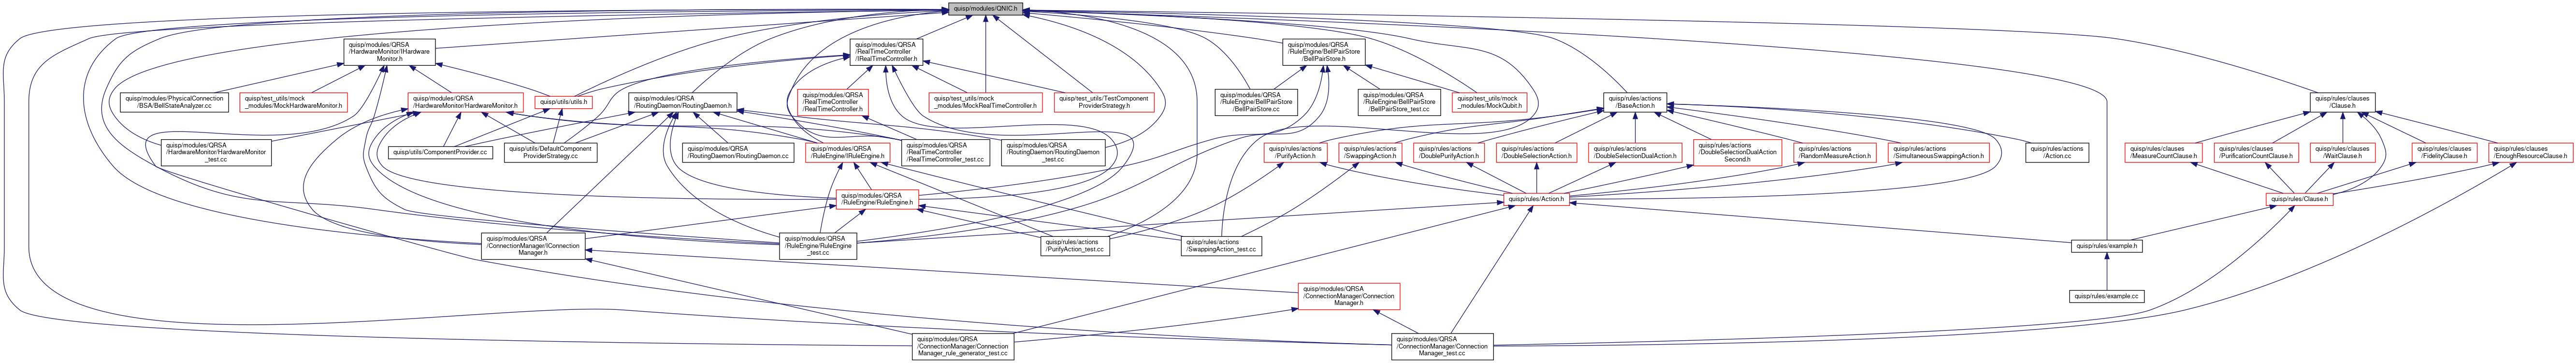 quisp/modules/QNIC.h
quisp/modules/QRSA
/HardwareMonitor/IHardware
Monitor.h
quisp/modules/QRSA
/RealTimeController
/IRealTimeController.h
quisp/modules/QRSA
/RuleEngine/BellPairStore
/BellPairStore.h
quisp/modules/PhysicalConnection
/BSA/BellStateAnalyzer.cc
quisp/test_utils/mock
_modules/MockHardwareMonitor.h
quisp/modules/QRSA
/HardwareMonitor/HardwareMonitor.h
quisp/utils/utils.h
quisp/modules/QRSA
/RoutingDaemon/RoutingDaemon.h
quisp/modules/QRSA
/RealTimeController
/RealTimeController.h
quisp/test_utils/mock
_modules/MockRealTimeController.h
quisp/test_utils/TestComponent
ProviderStrategy.h
quisp/modules/QRSA
/RuleEngine/BellPairStore
/BellPairStore.cc
quisp/modules/QRSA
/RuleEngine/BellPairStore
/BellPairStore_test.cc
quisp/test_utils/mock
_modules/MockQubit.h
quisp/rules/actions
/BaseAction.h
quisp/rules/clauses
/Clause.h
quisp/modules/QRSA
/HardwareMonitor/HardwareMonitor
_test.cc
quisp/utils/ComponentProvider.cc
quisp/utils/DefaultComponent
ProviderStrategy.cc
quisp/modules/QRSA
/RoutingDaemon/RoutingDaemon.cc
quisp/modules/QRSA
/RuleEngine/IRuleEngine.h
quisp/modules/QRSA
/RealTimeController
/RealTimeController_test.cc
quisp/modules/QRSA
/RoutingDaemon/RoutingDaemon
_test.cc
quisp/rules/actions
/PurifyAction.h
quisp/rules/actions
/SwappingAction.h
quisp/rules/actions
/DoublePurifyAction.h
quisp/rules/actions
/DoubleSelectionAction.h
quisp/rules/actions
/DoubleSelectionDualAction.h
quisp/rules/actions
/DoubleSelectionDualAction
Second.h
quisp/rules/actions
/RandomMeasureAction.h
quisp/rules/actions
/SimultaneousSwappingAction.h
quisp/rules/actions
/Action.cc
quisp/rules/clauses
/MeasureCountClause.h
quisp/rules/clauses
/PurificationCountClause.h
quisp/rules/clauses
/WaitClause.h
quisp/rules/clauses
/FidelityClause.h
quisp/rules/clauses
/EnoughResourceClause.h
quisp/modules/QRSA
/RuleEngine/RuleEngine.h
quisp/rules/Action.h
quisp/rules/Clause.h
quisp/modules/QRSA
/ConnectionManager/IConnection
Manager.h
quisp/modules/QRSA
/RuleEngine/RuleEngine
_test.cc
quisp/rules/actions
/PurifyAction_test.cc
quisp/rules/actions
/SwappingAction_test.cc
quisp/rules/example.h
quisp/modules/QRSA
/ConnectionManager/Connection
Manager.h
quisp/rules/example.cc
quisp/modules/QRSA
/ConnectionManager/Connection
Manager_rule_generator_test.cc
quisp/modules/QRSA
/ConnectionManager/Connection
Manager_test.cc